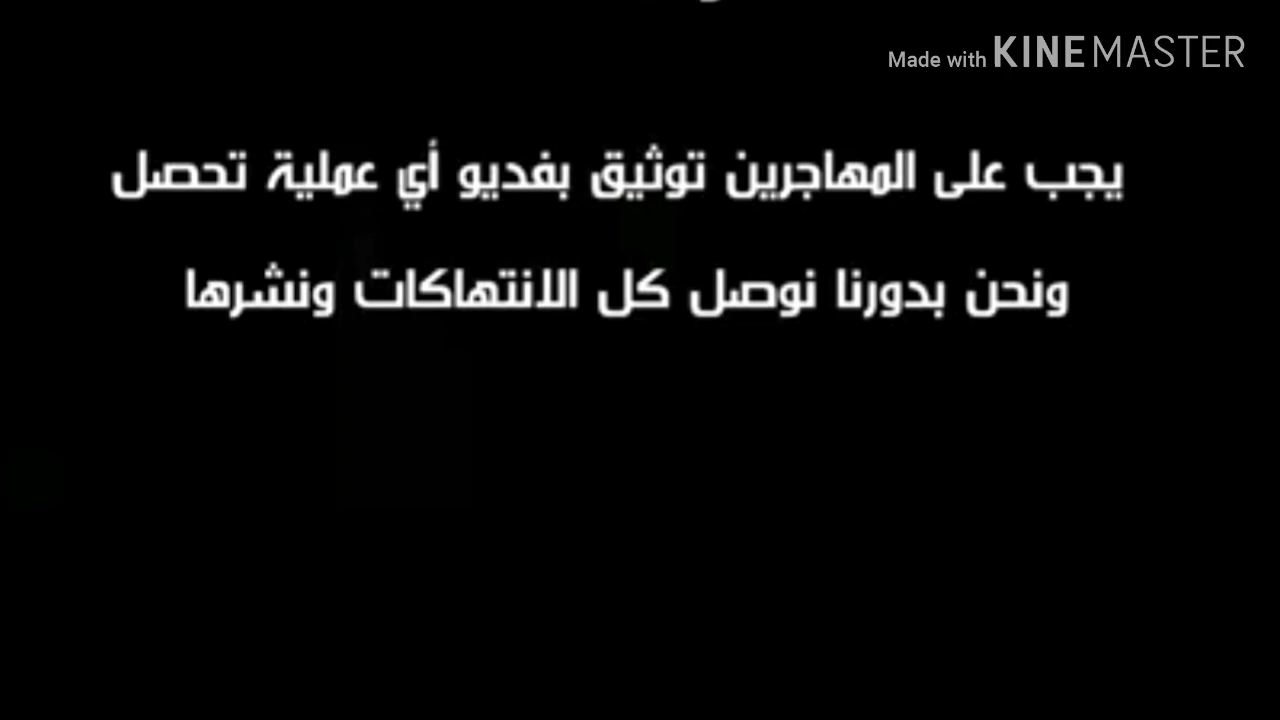 Made with KINEMASTER
يجب على المهاجرين توثيق بفديو أي عملية تحصل
ونحن بدورنا نوصل كل الانتهاكات ونشرها